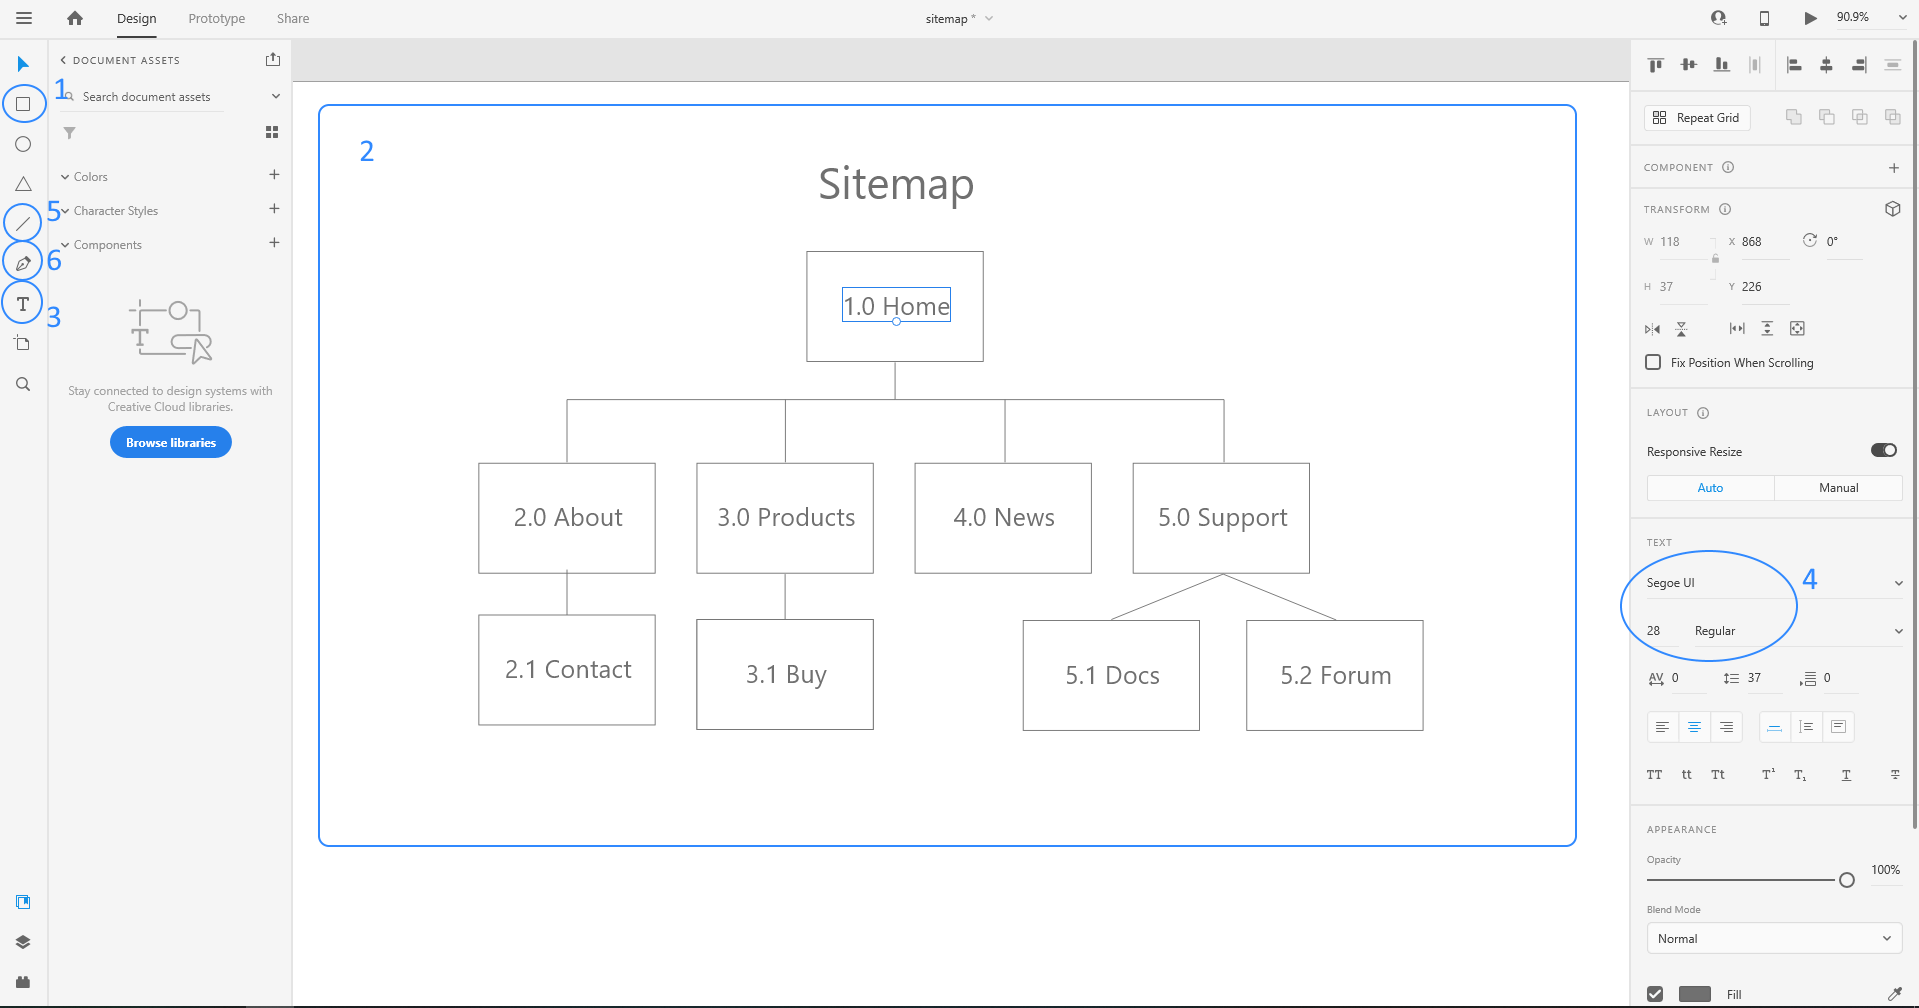 Design Prototype Share
sitemap *
90.9%
DOCUMENT ASSETS
1
Search document assets
Colors
5
Character Styles
Components
6
3
T
Stay connected to design systems with
Creative Cloud libraries.
Browse libraries
2
Sitemap
1.0 Home
2.0 About
3.0 Products
4.0 News
5.0 Support
2.1 Contact
3.1 Buy
5.1 Docs
5.2 Forum
Repeat Grid
COMPONENT
TRANSFORM
W 118 X 868 0°
H 37 Y 226
Fix Position When Scrolling
LAYOUT
Responsive Resize
Auto Manual
TEXT
Segoe UI
4
28 Regular
AV 0 37 0
TT tt Tt T¹ T₁ T T
APPEARANCE
Opacity
100%
Blend Mode
Normal
Fill